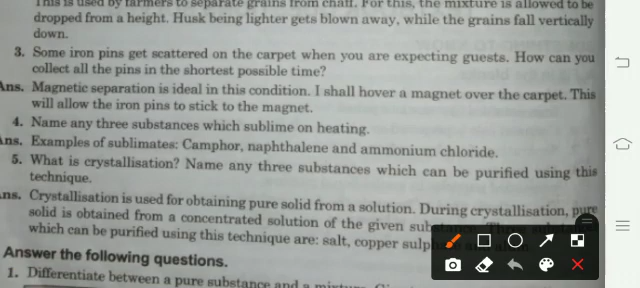 This is used by farmers to separate grains from chaff. For this, the mixture is allowed to be
dropped from a height. Husk being lighter gets blown away, while the grains fall vertically
down.
3. Some iron pins get scattered on the carpet when you are expecting guests. How can you
collect all the pins in the shortest possible time?
Ans. Magnetic separation is ideal in this condition. I shall hover a magnet over the carpet. This
will allow the iron pins to stick to the magnet.
4. Name any three substances which sublime on heating.
Ans. Examples of sublimates: Camphor, naphthalene and ammonium chloride.
5. What is crystallisation? Name any three substances which can be purified using this
technique.
Ans. Crystallisation is used for obtaining pure solid from a solution. During crystallisation, pure
solid is obtained from a concentrated solution of the given
which can be purified using this technique are: salt, copper
Answer the following questions.
1. Differentiate between a pure substance and a